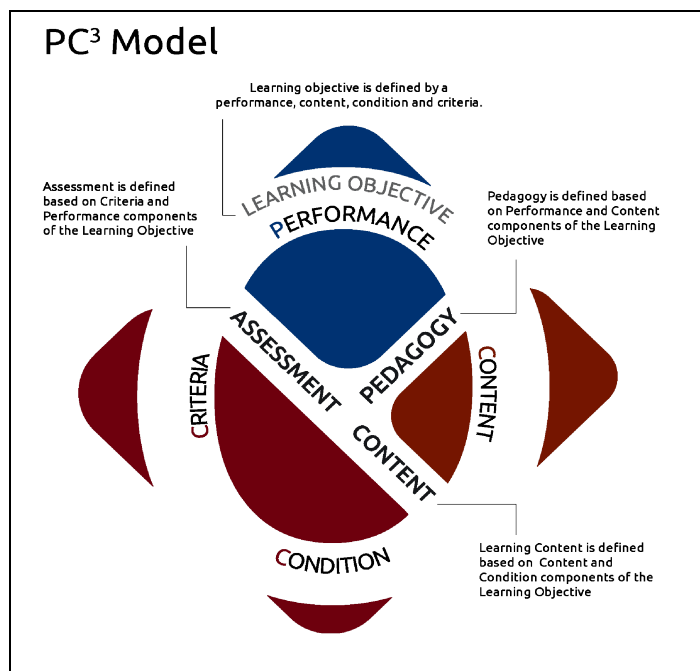 PC³ Model
Learning objective is defined by a
performance, content, condition and criteria.
Assessment is defined
based on Criteria and
Performance components
of the Learning Objective
Pedagogy is defined based
on Performance and Content
components of the Learning
Objective
LEARNING OBJECTIVE
PERFORMANCE
ASSESSMENT
PEDAGOGY
CRITERIA
CONTENT
CONTENT
CONDITION
Learning Content is defined
based on Content and
Condition components of the
Learning Objective